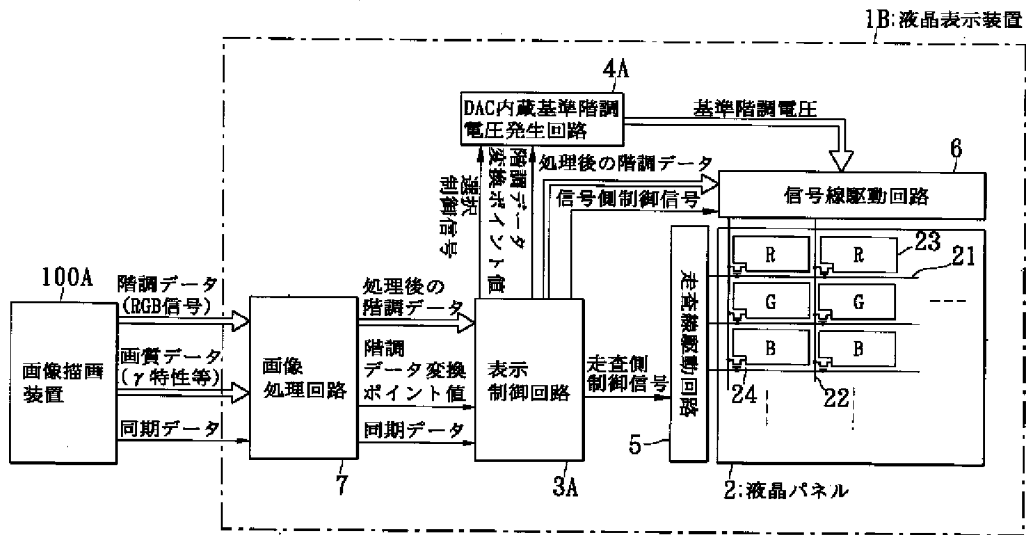 1B:液晶表示装置
4A
DAC内蔵基準階調
電圧発生回路
基準階調電圧
選択
制御信号
階調データ
変換ポイント値
処理後の階調データ
信号側制御信号
6
信号線駆動回路
100A
画像描画
装置
階調データ
(RGB信号)
画質データ
(γ特性等)
同期データ
画像
処理回路
7
処理後の
階調データ
階調
データ変換
ポイント値
同期データ
表示
制御回路
3A
走査側
制御信号
走査線駆動回路
5
R
R
23
21
G
G
B
B
24
22
2:液晶パネル